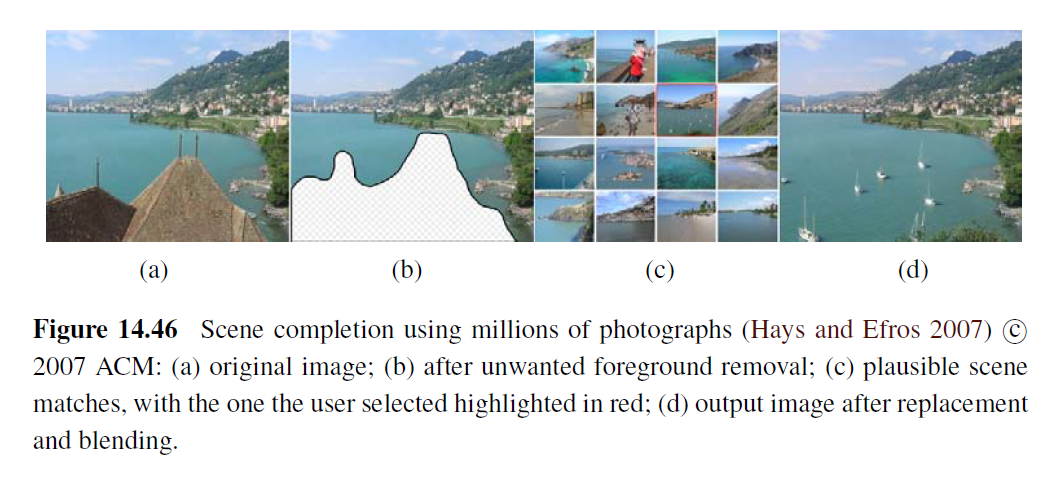 (a) (b) (c) (d)
Figure 14.46 Scene completion using millions of photographs (Hays and Efros 2007) ©
2007 ACM: (a) original image; (b) after unwanted foreground removal; (c) plausible scene
matches, with the one the user selected highlighted in red; (d) output image after replacement
and blending.